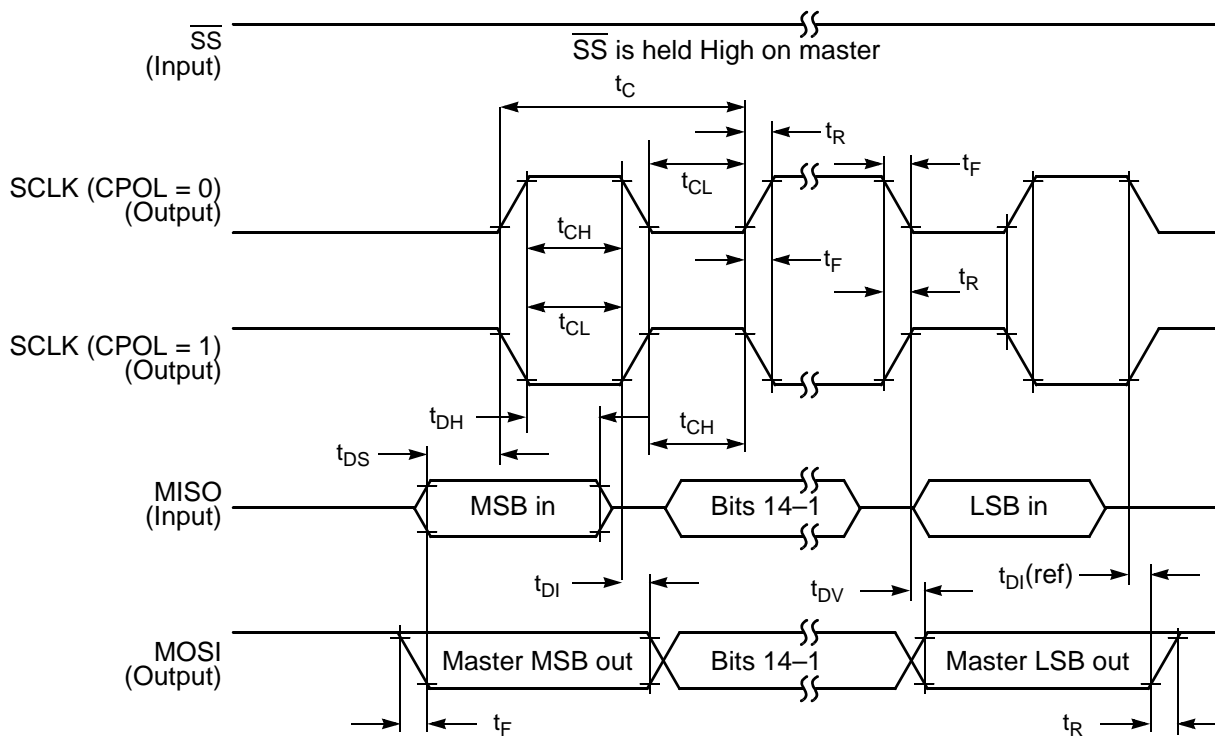 SS
(Input)
SS is held High on master
tC
tR
SCLK (CPOL = 0)
(Output)
tCL
tF
tCH
tF
tR
tCL
SCLK (CPOL = 1)
(Output)
tDH
tCH
tDS
MISO
(Input)
MSB in
Bits 14–1
LSB in
tDI
tDV
tDI(ref)
MOSI
(Output)
Master MSB out
Bits 14–1
Master LSB out
tF
tR